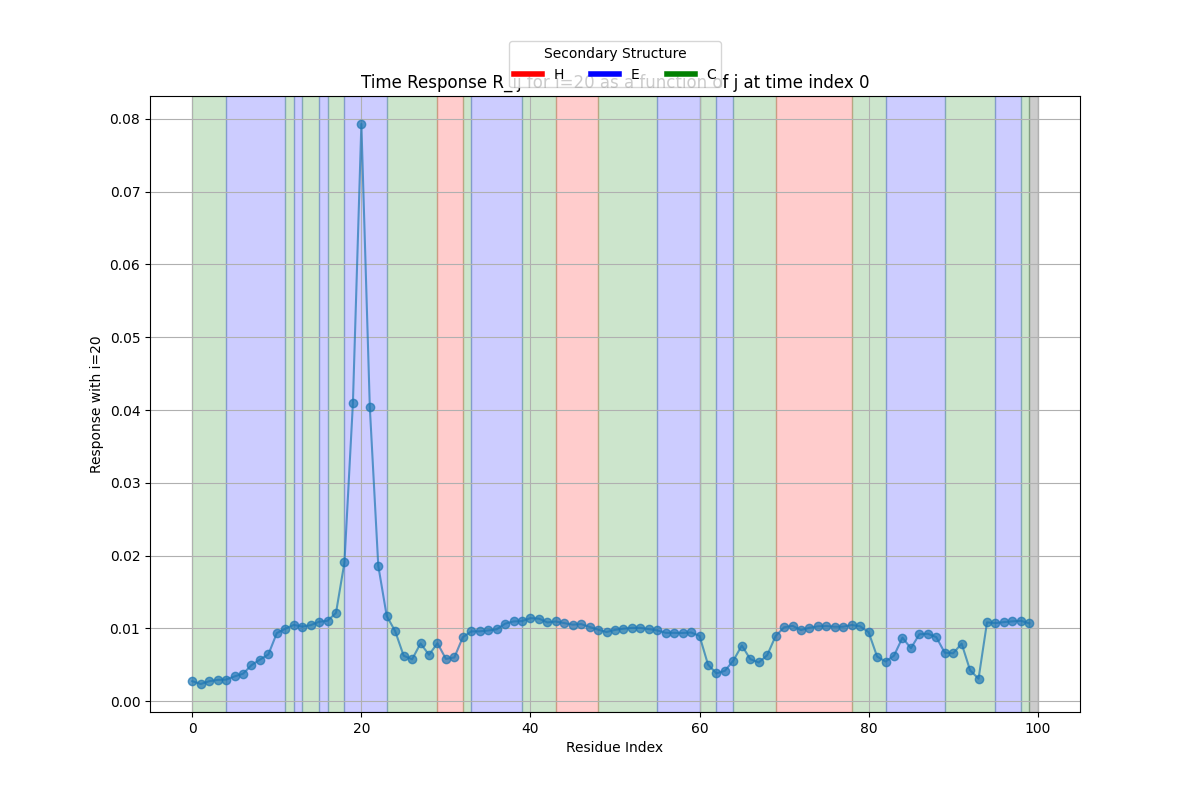 Secondary Structure
H E C
Time Response R_ij for i=20 as a function of j at time index 0
Response with i=20
0.08
0.07
0.06
0.05
0.04
0.03
0.02
0.01
0.00
0 20 40 60 80 100
Residue Index